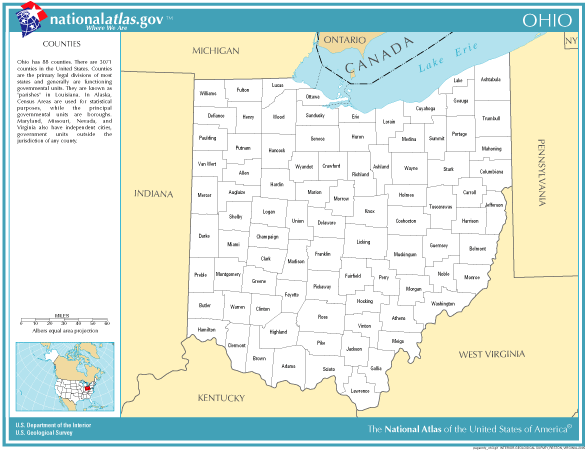 nationalatlas.gov™
Where We Are
OHIO
COUNTIES
Ohio has 88 counties. There are 3071
counties in the United States. Counties
are the primary legal divisions of most
states and generally are functioning
governmental units. They are known as
"parishes" in Louisiana. In Alaska,
Census Areas are used for statistical
purposes, while the principal
governmental units are boroughs.
Maryland, Missouri, Nevada, and
Virginia also have independent cities,
government units outside the
jurisdiction of any county.
MICHIGAN
ONTARIO
CANADA
Lake Erie
NY
PENNSYLVANIA
INDIANA
WEST VIRGINIA
KENTUCKY
Williams
Fulton
Lucas
Ottawa
Lake
Ashtabula
Geauga
Cuyahoga
Defiance
Henry
Wood
Sandusky
Erie
Lorain
Trumbull
Paulding
Seneca
Huron
Medina
Summit
Portage
Mahoning
Putnam
Hancock
Van Wert
Allen
Wyandot
Crawford
Richland
Ashland
Wayne
Stark
Columbiana
Hardin
Mercer
Auglaize
Marion
Morrow
Holmes
Carroll
Jefferson
Tuscarawas
Shelby
Logan
Union
Delaware
Knox
Coshocton
Harrison
Darke
Miami
Champaign
Licking
Guernsey
Belmont
Clark
Madison
Franklin
Muskingum
Preble
Montgomery
Greene
Fairfield
Perry
Noble
Monroe
Fayette
Pickaway
Morgan
Butler
Warren
Clinton
Hocking
Washington
Ross
Athens
Hamilton
Highland
Vinton
Clermont
Pike
Meigs
Jackson
Brown
Adams
Scioto
Gallia
Lawrence
MILES
0 10 20 30 40 50 60
Albers equal area projection
U.S. Department of the Interior
U.S. Geological Survey
The National Atlas of the United States of America®